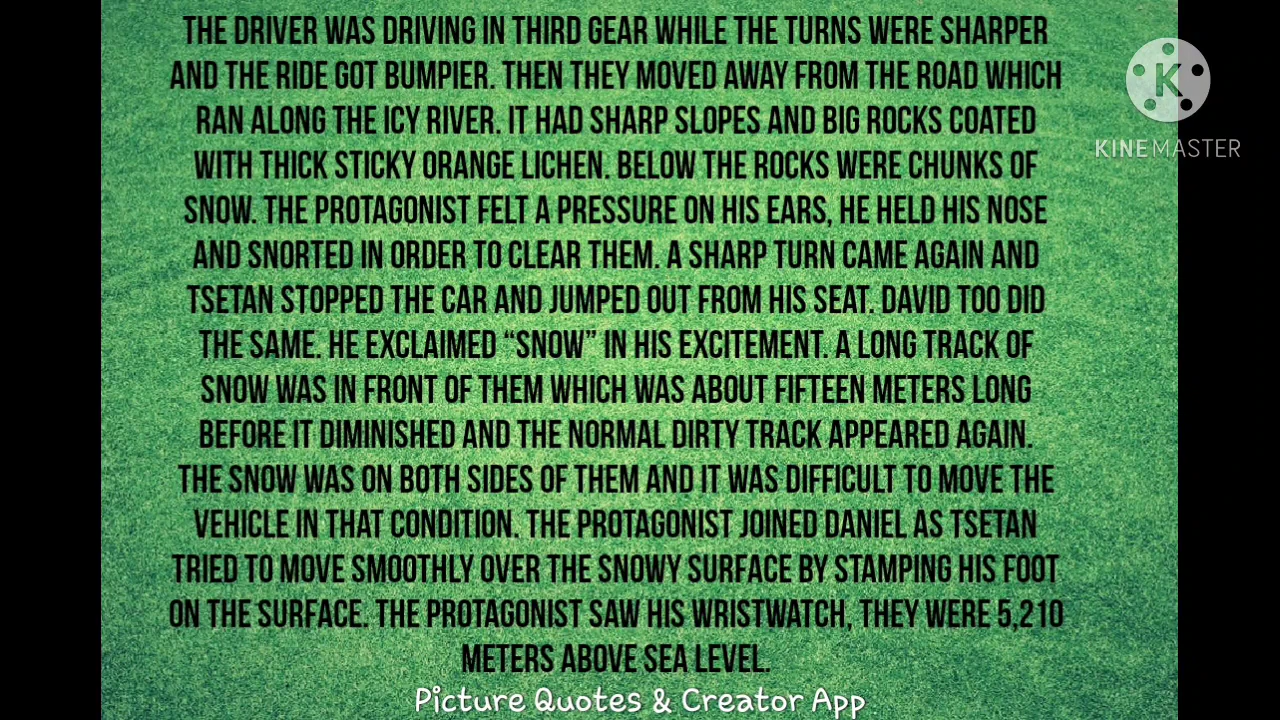 THE DRIVER WAS DRIVING IN THIRD GEAR WHILE THE TURNS WERE SHARPER
AND THE RIDE GOT BUMPIER. THEN THEY MOVED AWAY FROM THE ROAD WHICH
RAN ALONG THE ICY RIVER. IT HAD SHARP SLOPES AND BIG ROCKS COATED
WITH THICK STICKY ORANGE LICHEN. BELOW THE ROCKS WERE CHUNKS OF
SNOW. THE PROTAGONIST FELT A PRESSURE ON HIS EARS, HE HELD HIS NOSE
AND SNORTED IN ORDER TO CLEAR THEM. A SHARP TURN CAME AGAIN AND
TSETAN STOPPED THE CAR AND JUMPED OUT FROM HIS SEAT. DAVID TOO DID
THE SAME. HE EXCLAIMED “SNOW” IN HIS EXCITEMENT. A LONG TRACK OF
SNOW WAS IN FRONT OF THEM WHICH WAS ABOUT FIFTEEN METERS LONG
BEFORE IT DIMINISHED AND THE NORMAL DIRTY TRACK APPEARED AGAIN.
THE SNOW WAS ON BOTH SIDES OF THEM AND IT WAS DIFFICULT TO MOVE THE
VEHICLE IN THAT CONDITION. THE PROTAGONIST JOINED DANIEL AS TSETAN
TRIED TO MOVE SMOOTHLY OVER THE SNOWY SURFACE BY STAMPING HIS FOOT
ON THE SURFACE. THE PROTAGONIST SAW HIS WRISTWATCH, THEY WERE 5,210
METERS ABOVE SEA LEVEL.
Picture Quotes & Creator App
K
KINEMASTER